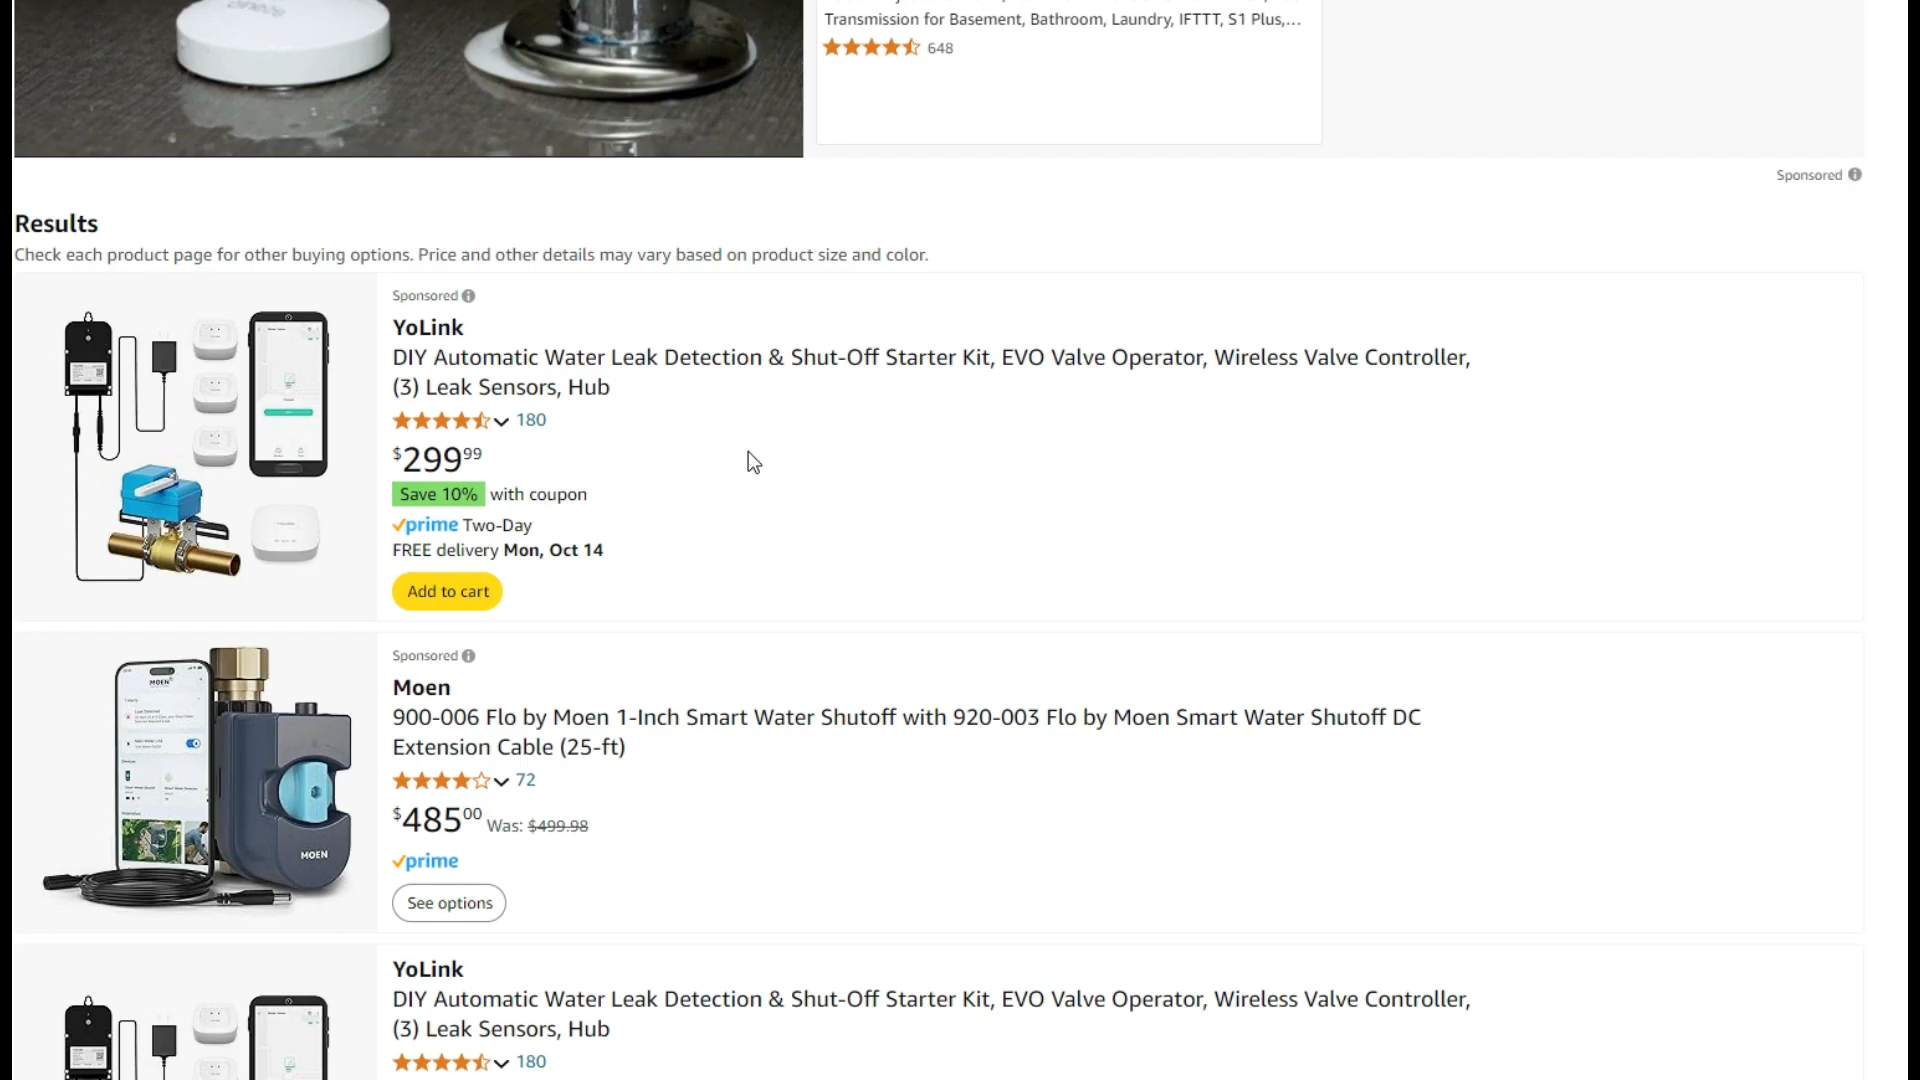 Transmission for Basement, Bathroom, Laundry, IFTTT, S1 Plus,...
648
Sponsored
Results
Check each product page for other buying options. Price and other details may vary based on product size and color.
Sponsored
YoLink
DIY Automatic Water Leak Detection & Shut-Off Starter Kit, EVO Valve Operator, Wireless Valve Controller,
(3) Leak Sensors, Hub
180
$299.99
Save 10% with coupon
prime Two-Day
FREE delivery Mon, Oct 14
Add to cart
Sponsored
Moen
900-006 Flo by Moen 1-Inch Smart Water Shutoff with 920-003 Flo by Moen Smart Water Shutoff DC
Extension Cable (25-ft)
72
$485.00 Was: $499.98
prime
See options
MOEN
MOEN
YoLink
DIY Automatic Water Leak Detection & Shut-Off Starter Kit, EVO Valve Operator, Wireless Valve Controller,
(3) Leak Sensors, Hub
180